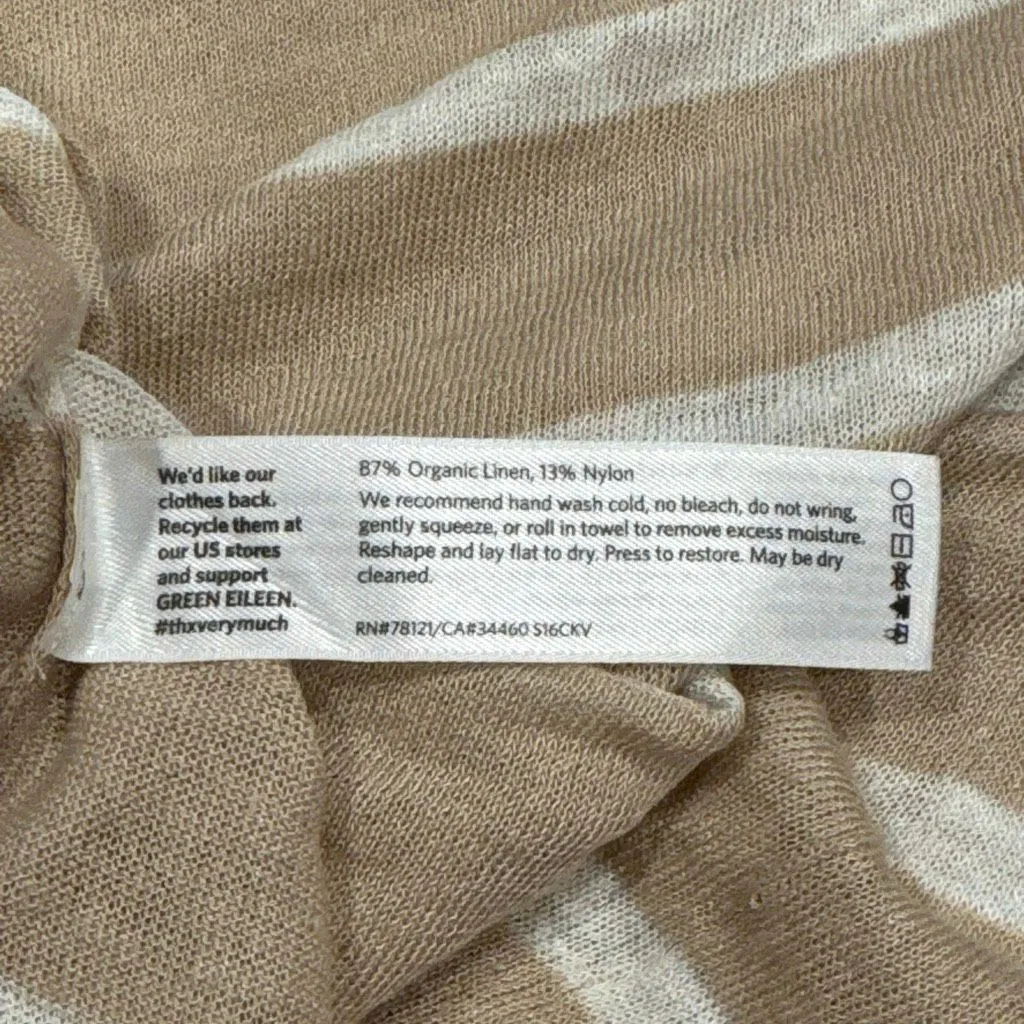 We'd like our
clothes back.
Recycle them at
our US stores
and support
GREEN EILEEN.
#thxverymuch
87% Organic Linen, 13% Nylon
We recommend hand wash cold, no bleach, do not wring,
gently squeeze, or roll in towel to remove excess moisture.
Reshape and lay flat to dry. Press to restore. May be dry
cleaned.
RN#78121/CA#34460 S16CKV